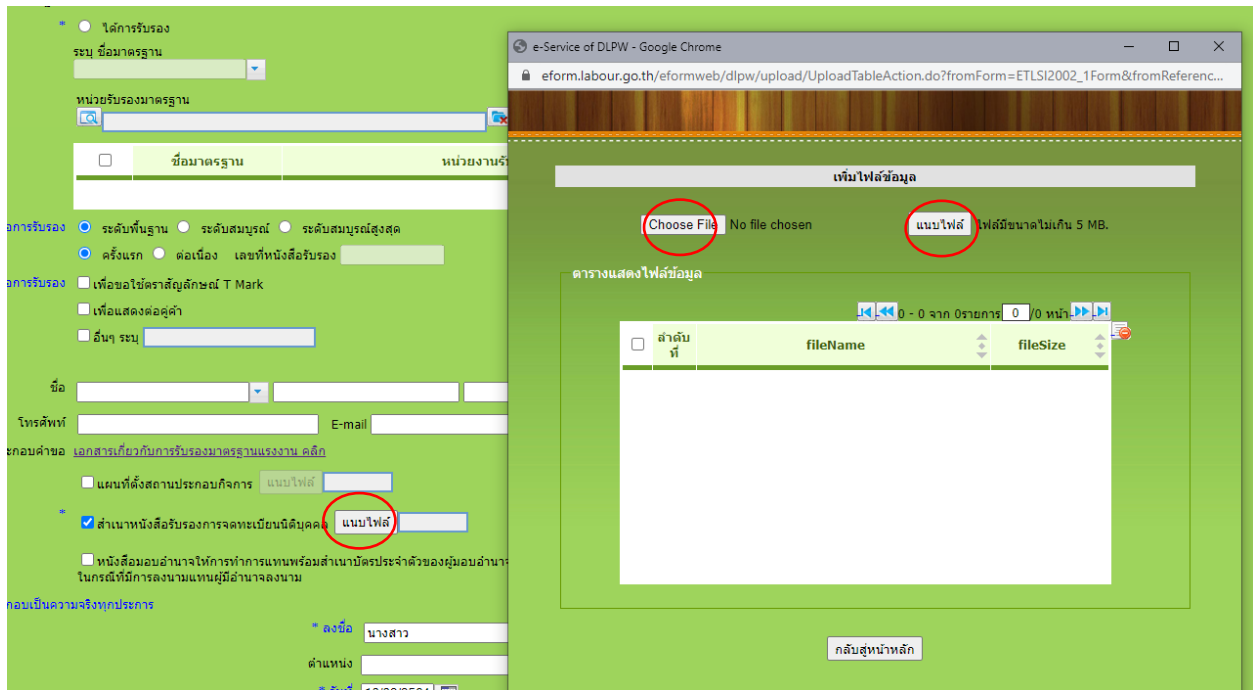 * ได้การรับรอง
ระบุ ชื่อมาตรฐาน
หน่วยรับรองมาตรฐาน
ชื่อมาตรฐาน หน่วยงานรั
อการรับรอง ระดับพื้นฐาน ระดับสมบูรณ์ ระดับสมบูรณ์สูงสุด
ครั้งแรก ต่อเนื่อง เลขที่หนังสือรับรอง
อการรับรอง เพื่อขอใช้ตราสัญลักษณ์ T Mark
เพื่อแสดงต่อคู่ค้า
อื่นๆ ระบุ
ชื่อ
โทรศัพท์ E-mail
ะกอบคำขอ เอกสารเกี่ยวกับการรับรองมาตรฐานแรงงาน คลิก
แผนที่ตั้งสถานประกอบกิจการ แนบไฟล์
* สำเนาหนังสือรับรองการจดทะเบียนนิติบุคคล แนบไฟล์
หนังสือมอบอำนาจให้การทำการแทนพร้อมสำเนาบัตรประจำตัวของผู้มอบอำนาจ
ในกรณีที่มีการลงนามแทนผู้มีอำนาจลงนาม
กอบเป็นความจริงทุกประการ
* ลงชื่อ นางสาว
ตำแหน่ง
e-Service of DLPW - Google Chrome
eform.labour.go.th/eformweb/dlpw/upload/UploadTableAction.do?fromForm=ETLSI2002_1Form&fromReferenc...
เพิ่มไฟล์ข้อมูล
Choose File No file chosen แนบไฟล์ ไฟล์มีขนาดไม่เกิน 5 MB.
ตารางแสดงไฟล์ข้อมูล
0 - 0 จาก 0รายการ 0 /0 หน้า
ลำดับที่ fileName fileSize
กลับสู่หน้าหลัก